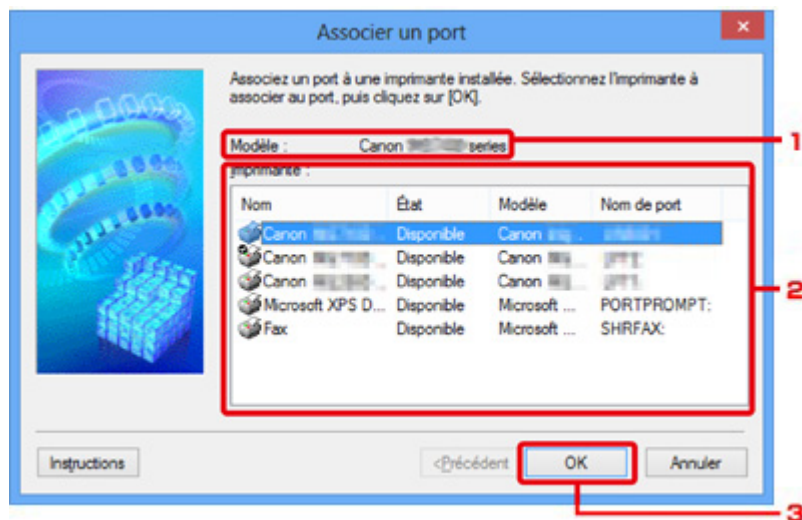 Associer un port
Associez un port à une imprimante installée. Sélectionnez l'imprimante à
associer au port, puis cliquez sur [OK].
Modèle : Canon series
1
Imprimante :
Nom État Modèle Nom de port
Canon Disponible Canon
Canon Disponible Canon
Canon Disponible Canon
Microsoft XPS D... Disponible Microsoft ... PORTPROMPT:
Fax Disponible Microsoft ... SHRFAX:
2
Instructions <Précédent OK Annuler
3